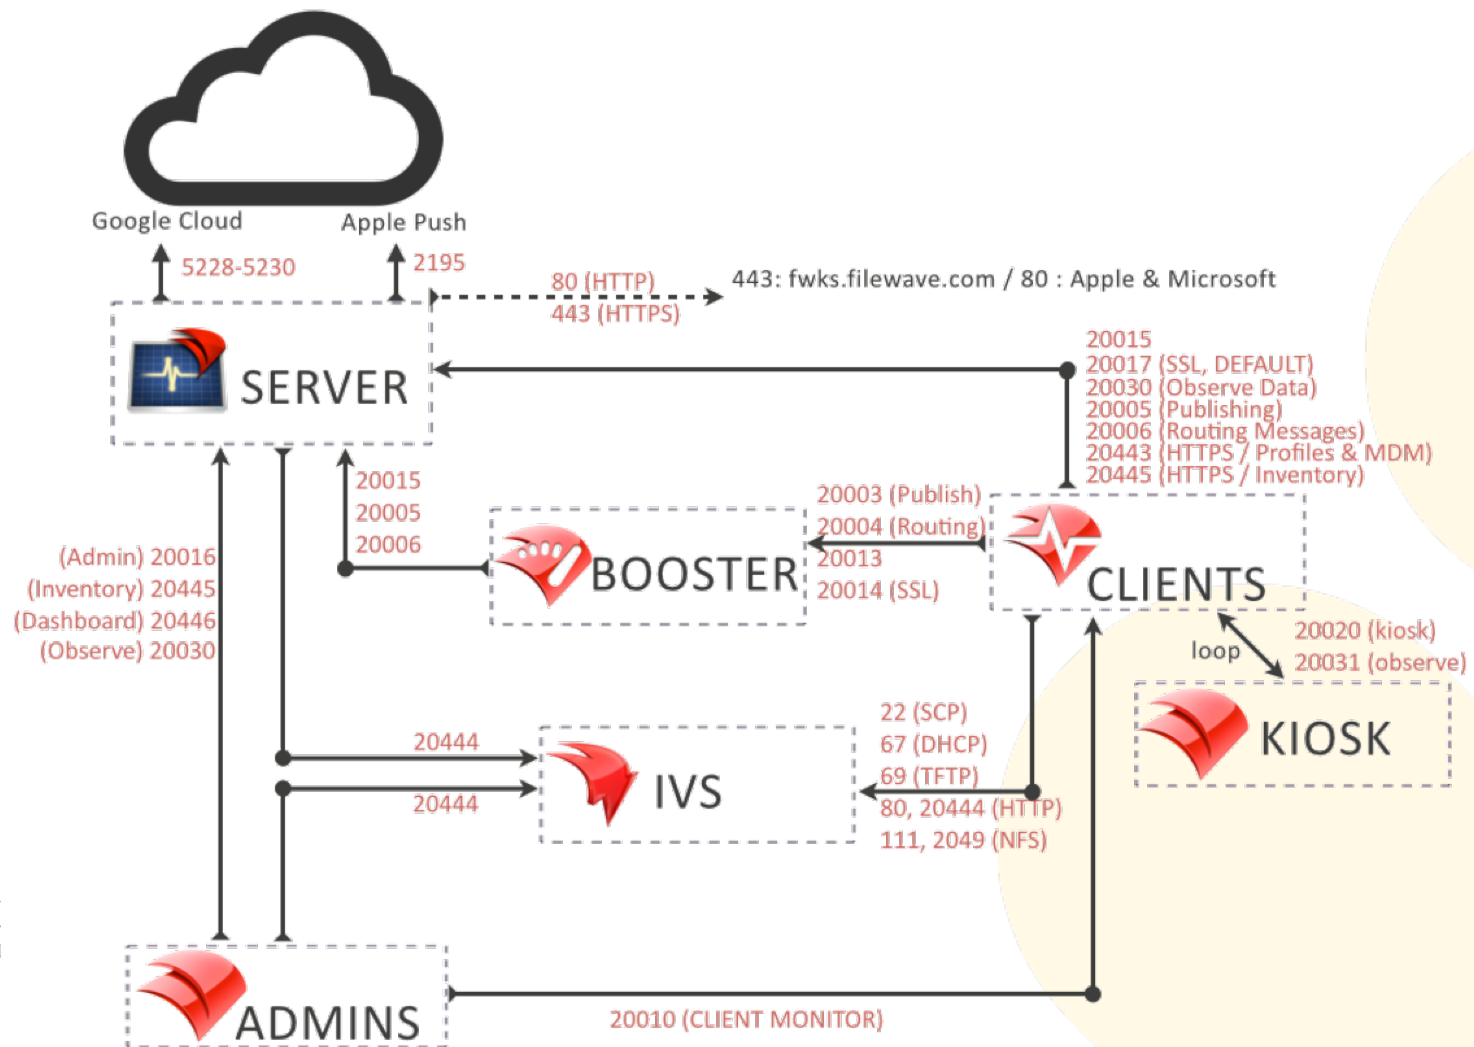 Google Cloud
Apple Push
5228-5230
2195
80 (HTTP)
443 (HTTPS)
443: fwks.filewave.com / 80 : Apple & Microsoft
SERVER
20015
20017 (SSL, DEFAULT)
20030 (Observe Data)
20005 (Publishing)
20006 (Routing Messages)
20443 (HTTPS / Profiles & MDM)
20445 (HTTPS / Inventory)
20015
20005
20006
20003 (Publish)
20004 (Routing)
20013
20014 (SSL)
BOOSTER
CLIENTS
(Admin) 20016
(Inventory) 20445
(Dashboard) 20446
(Observe) 20030
loop
20020 (kiosk)
20031 (observe)
KIOSK
20444
20444
IVS
22 (SCP)
67 (DHCP)
69 (TFTP)
80, 20444 (HTTP)
111, 2049 (NFS)
ADMINS
20010 (CLIENT MONITOR)